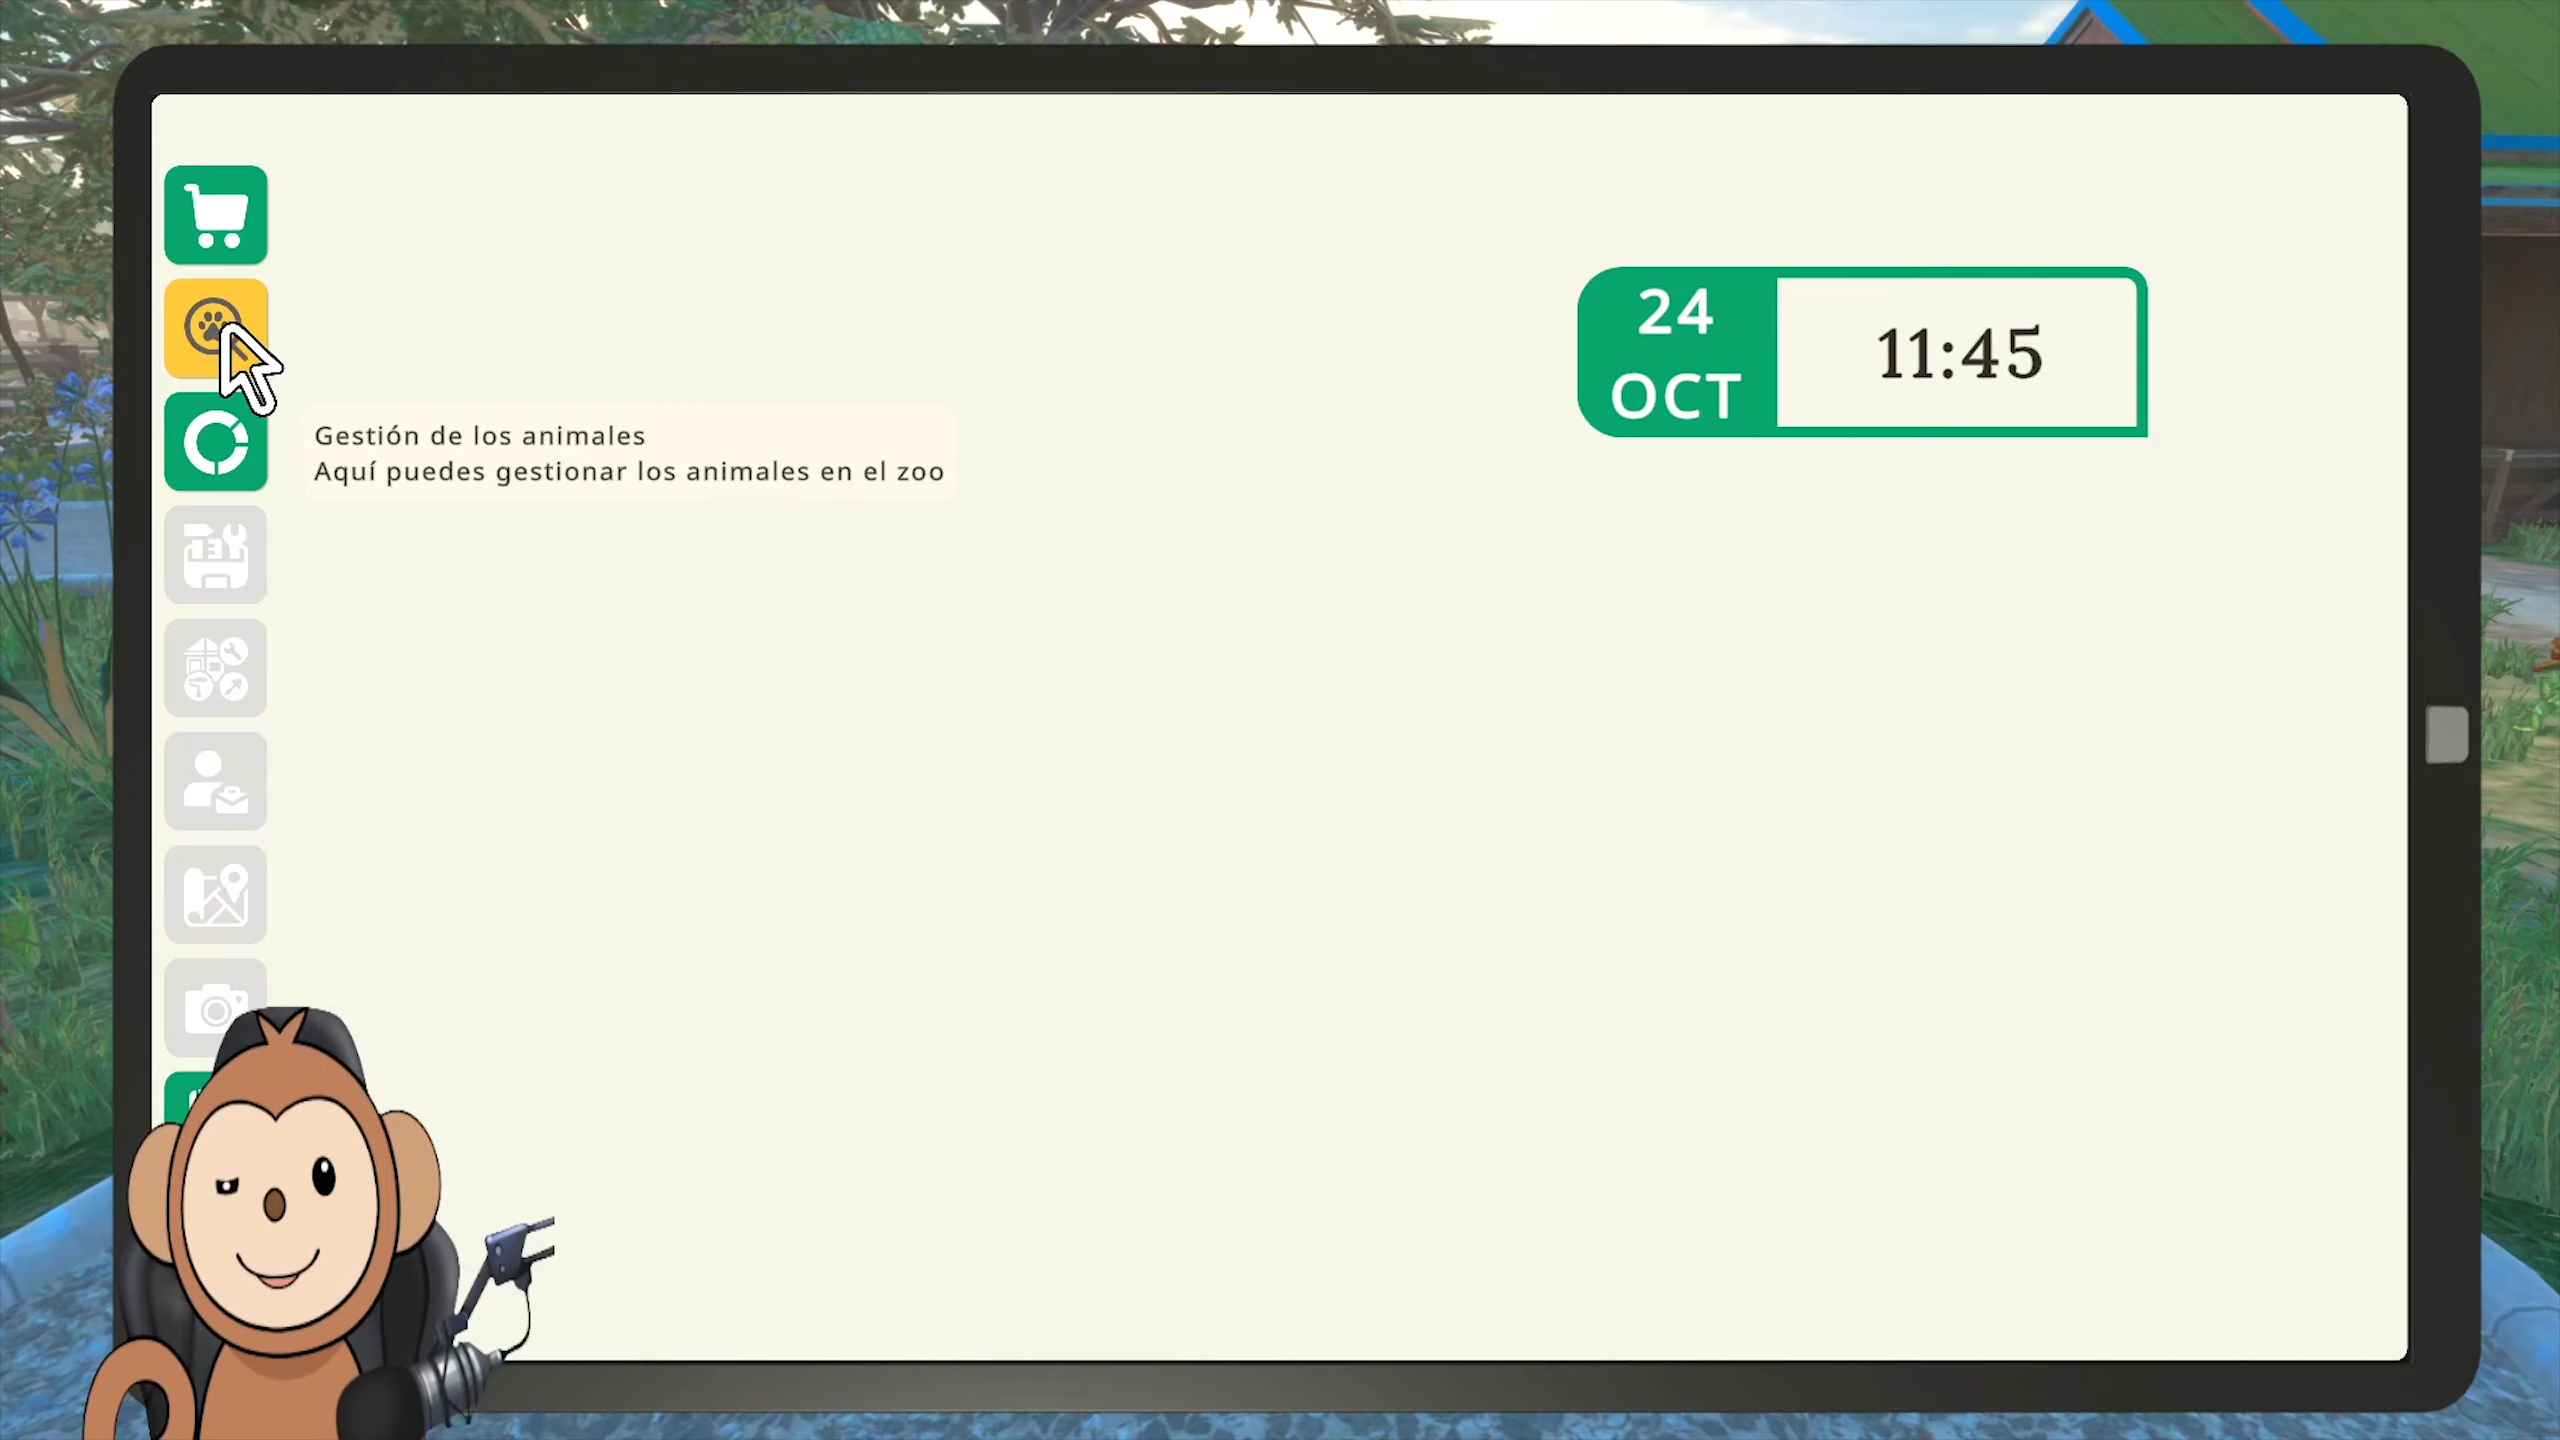 24
OCT
11:45
Gestión de los animales
Aquí puedes gestionar los animales en el zoo